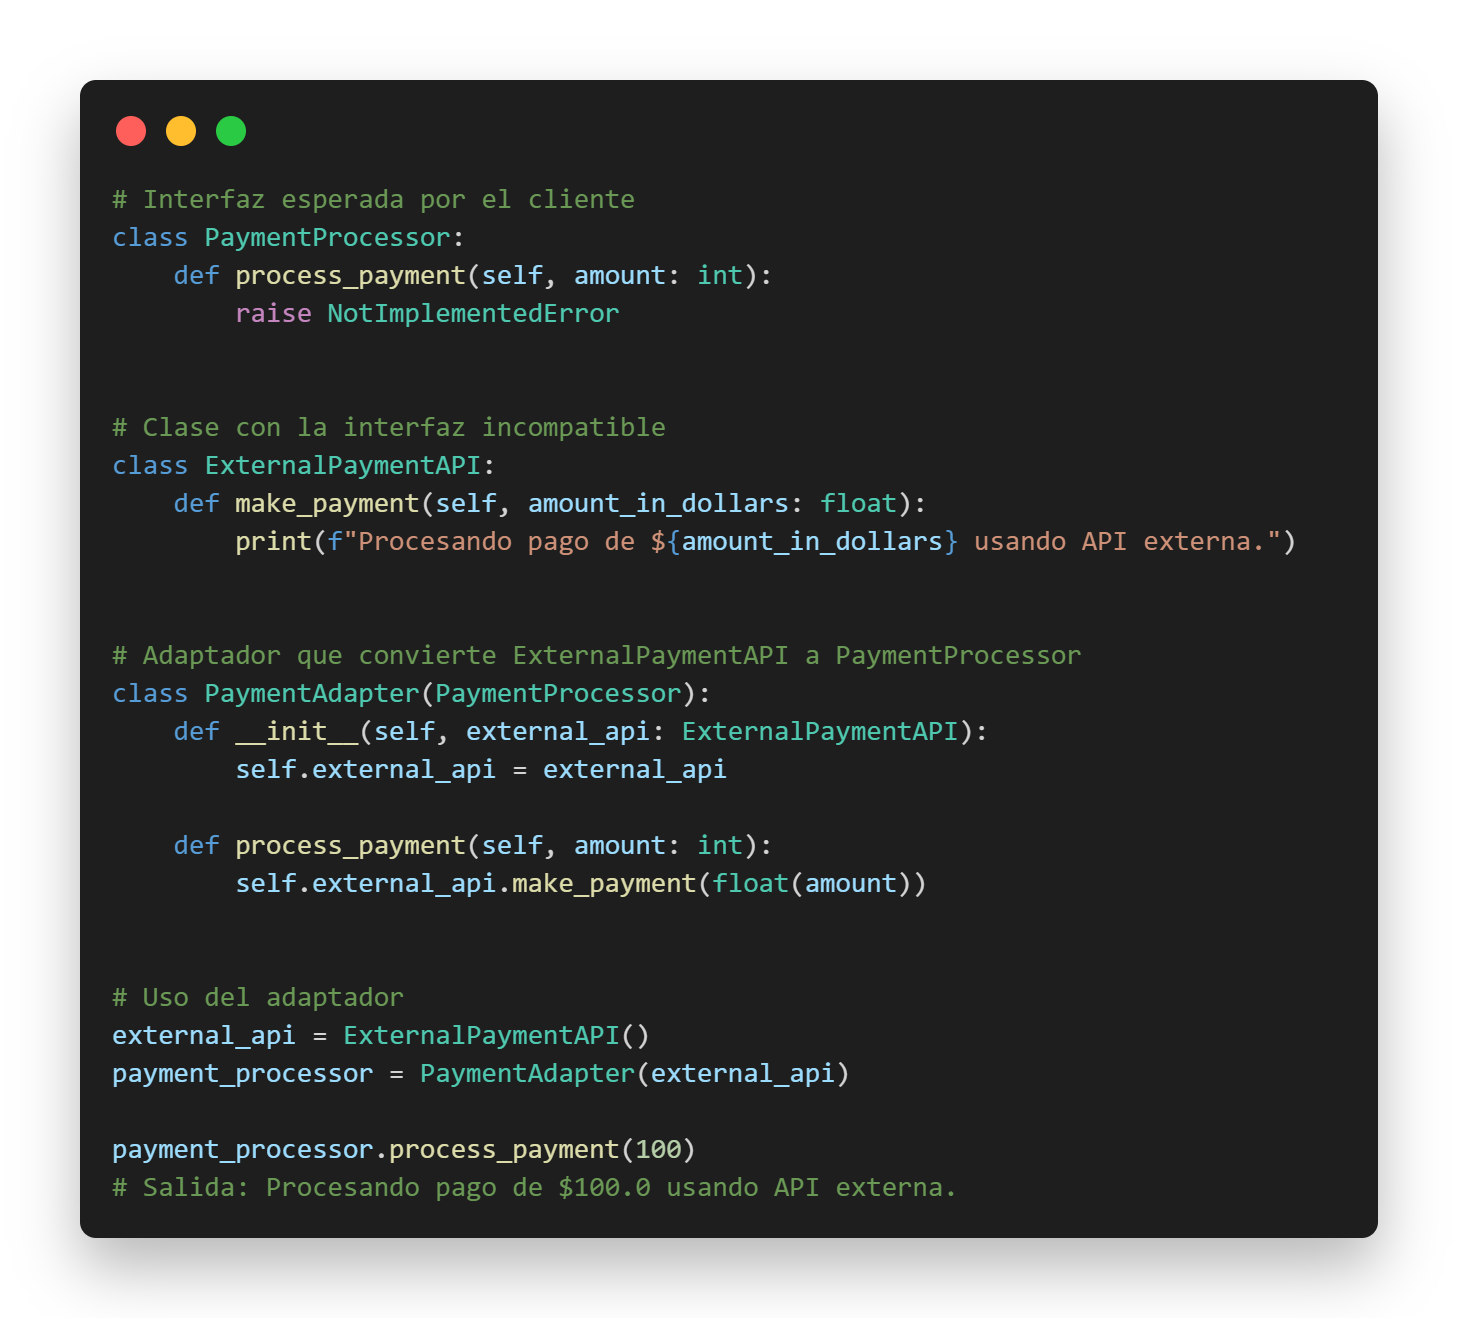 # Interfaz esperada por el cliente
class PaymentProcessor:
    def process_payment(self, amount: int):
        raise NotImplementedError


# Clase con la interfaz incompatible
class ExternalPaymentAPI:
    def make_payment(self, amount_in_dollars: float):
        print(f"Procesando pago de ${amount_in_dollars} usando API externa.")


# Adaptador que convierte ExternalPaymentAPI a PaymentProcessor
class PaymentAdapter(PaymentProcessor):
    def __init__(self, external_api: ExternalPaymentAPI):
        self.external_api = external_api

    def process_payment(self, amount: int):
        self.external_api.make_payment(float(amount))


# Uso del adaptador
external_api = ExternalPaymentAPI()
payment_processor = PaymentAdapter(external_api)

payment_processor.process_payment(100)
# Salida: Procesando pago de $100.0 usando API externa.